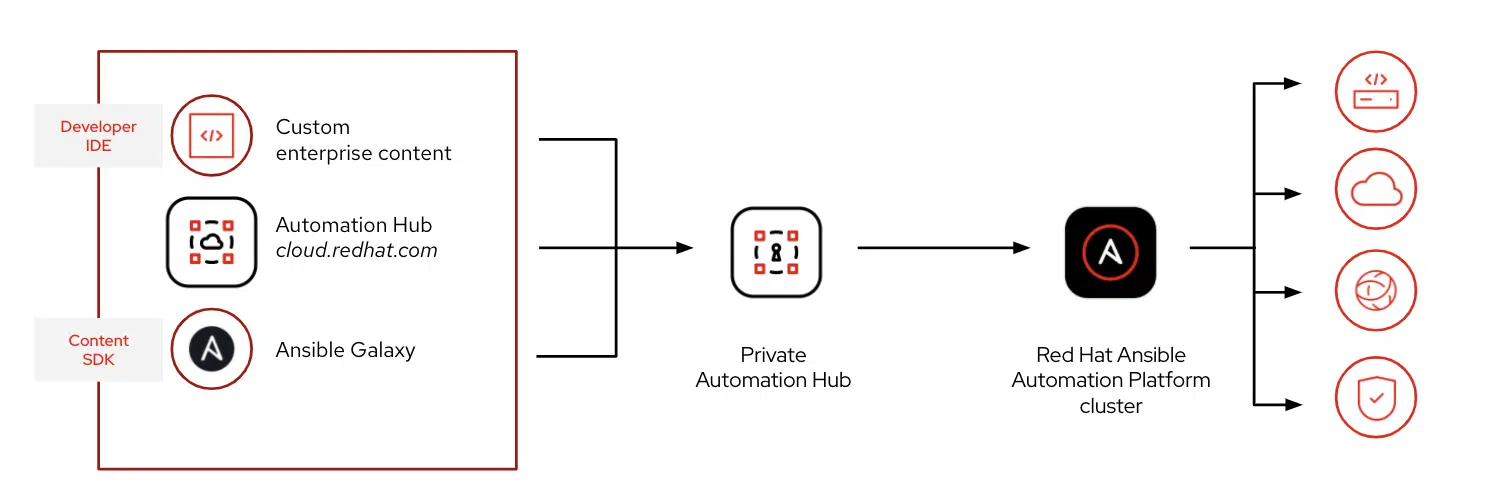 Developer
IDE
Custom
enterprise content
Automation Hub
cloud.redhat.com
Content
SDK
Ansible Galaxy
Private
Automation Hub
Red Hat Ansible
Automation Platform
cluster